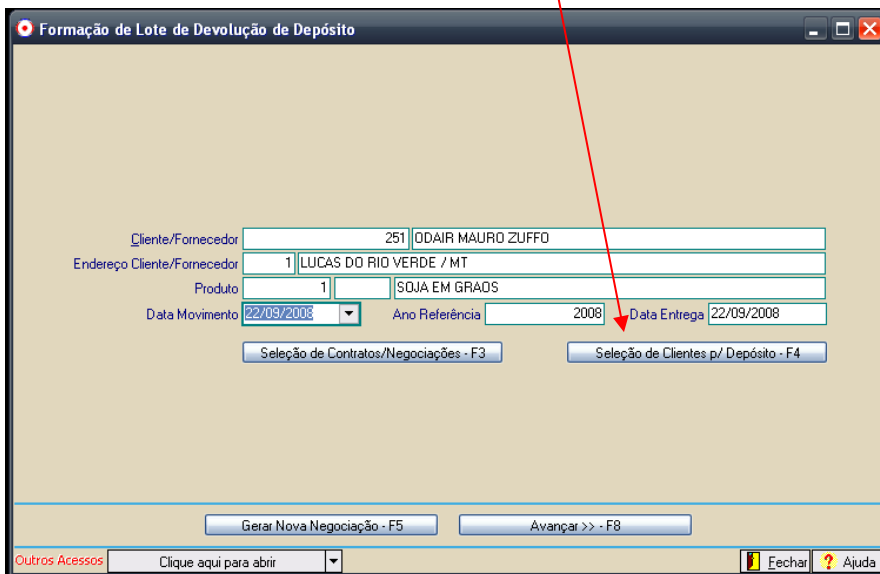 Formação de Lote de Devolução de Depósito
Cliente/Fornecedor 251 ODAIR MAURO ZUFFO
Endereço Cliente/Fornecedor 1 LUCAS DO RIO VERDE / MT
Produto 1 SOJA EM GRAOS
Data Movimento 22/09/2008 Ano Referência 2008 Data Entrega 22/09/2008
Seleção de Contratos/Negociações - F3 Seleção de Clientes p/ Depósito - F4
Gerar Nova Negociação - F5 Avançar >> - F8
Outros Acessos Clique aqui para abrir Fechar ? Ajuda